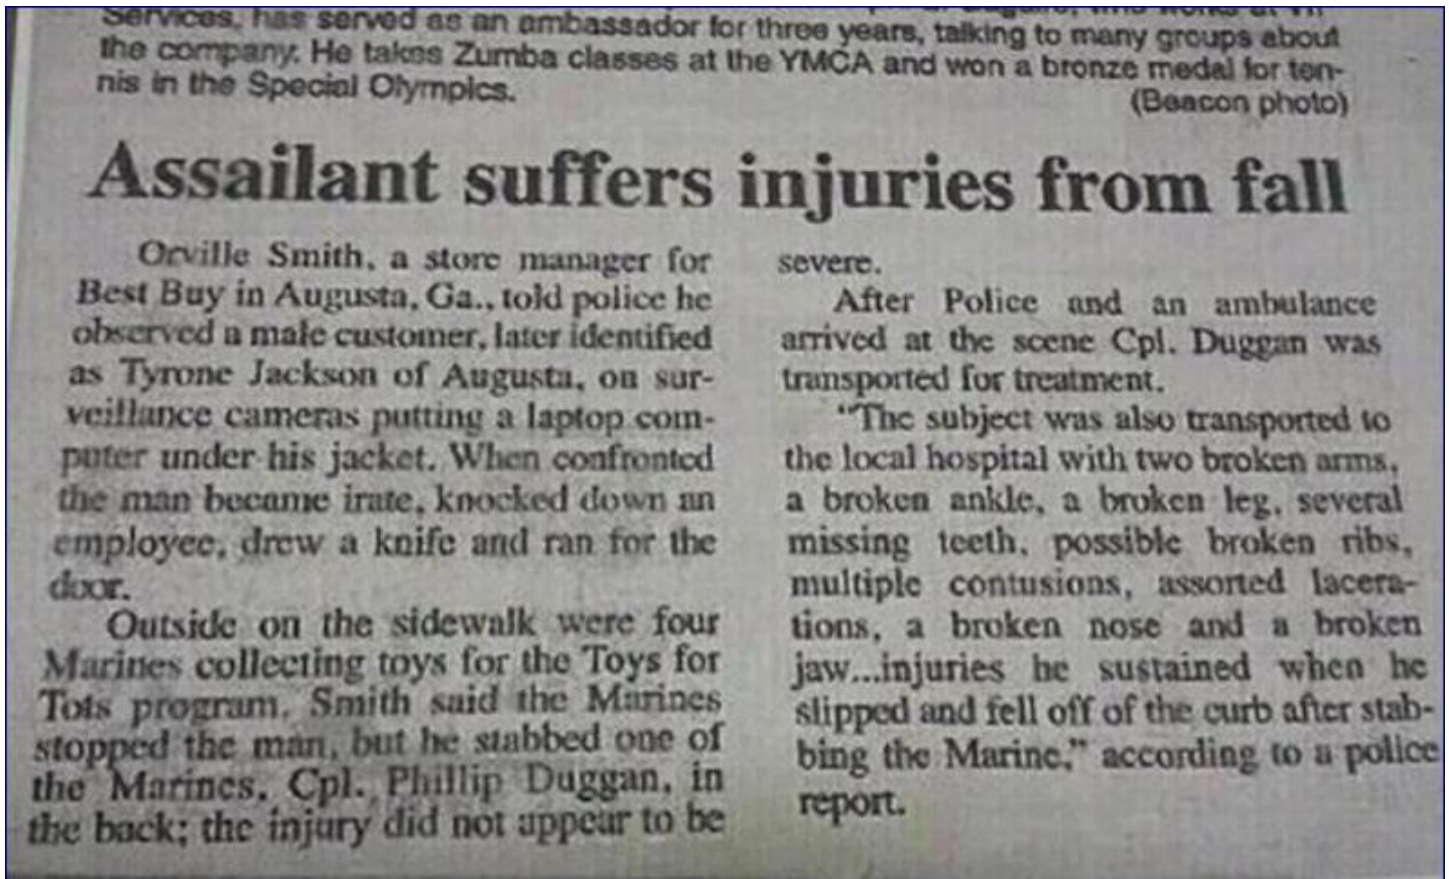 Services, has served as an ambassador for three years, talking to many groups about
the company. He takes Zumba classes at the YMCA and won a bronze medal for ten-
nis in the Special Olympics.
(Beacon photo)
Assailant suffers injuries from fall
Orville Smith, a store manager for
Best Buy in Augusta, Ga., told police he
observed a male customer, later identified
as Tyrone Jackson of Augusta, on sur-
veillance cameras putting a laptop com-
puter under his jacket. When confronted
the man became irate, knocked down an
employee, drew a knife and ran for the
door.
Outside on the sidewalk were four
Marines collecting toys for the Toys for
Tots program. Smith said the Marines
stopped the man, but he stabbed one of
the Marines, Cpl. Phillip Duggan, in
the back; the injury did not appear to be
severe.
After Police and an ambulance
arrived at the scene Cpl. Duggan was
transported for treatment.
"The subject was also transported to
the local hospital with two broken arms,
a broken ankle, a broken leg, several
missing teeth, possible broken ribs,
multiple contusions, assorted lacera-
tions, a broken nose and a broken
jaw...injuries he sustained when he
slipped and fell off of the curb after stab-
bing the Marine," according to a police
report.